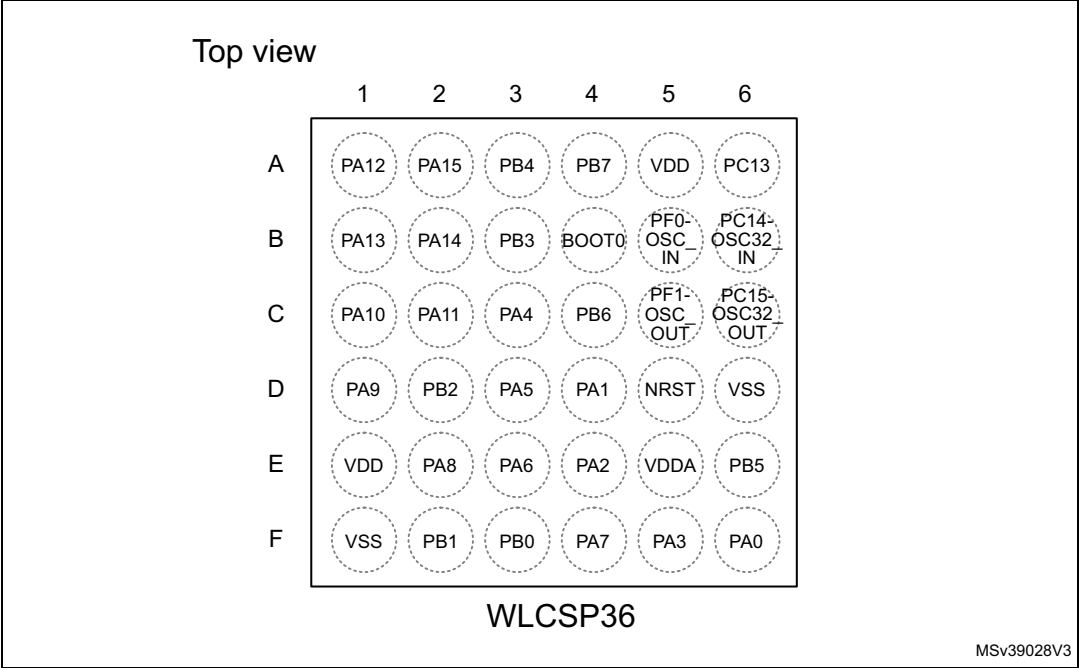 Top view
1 2 3 4 5 6
A PA12 PA15 PB4 PB7 VDD PC13
B PA13 PA14 PB3 BOOT0 PF0-OSC_IN PC14-OSC32_IN
C PA10 PA11 PA4 PB6 PF1-OSC_OUT PC15-OSC32_OUT
D PA9 PB2 PA5 PA1 NRST VSS
E VDD PA8 PA6 PA2 VDDA PB5
F VSS PB1 PB0 PA7 PA3 PA0
WLCSP36
MSv39028V3